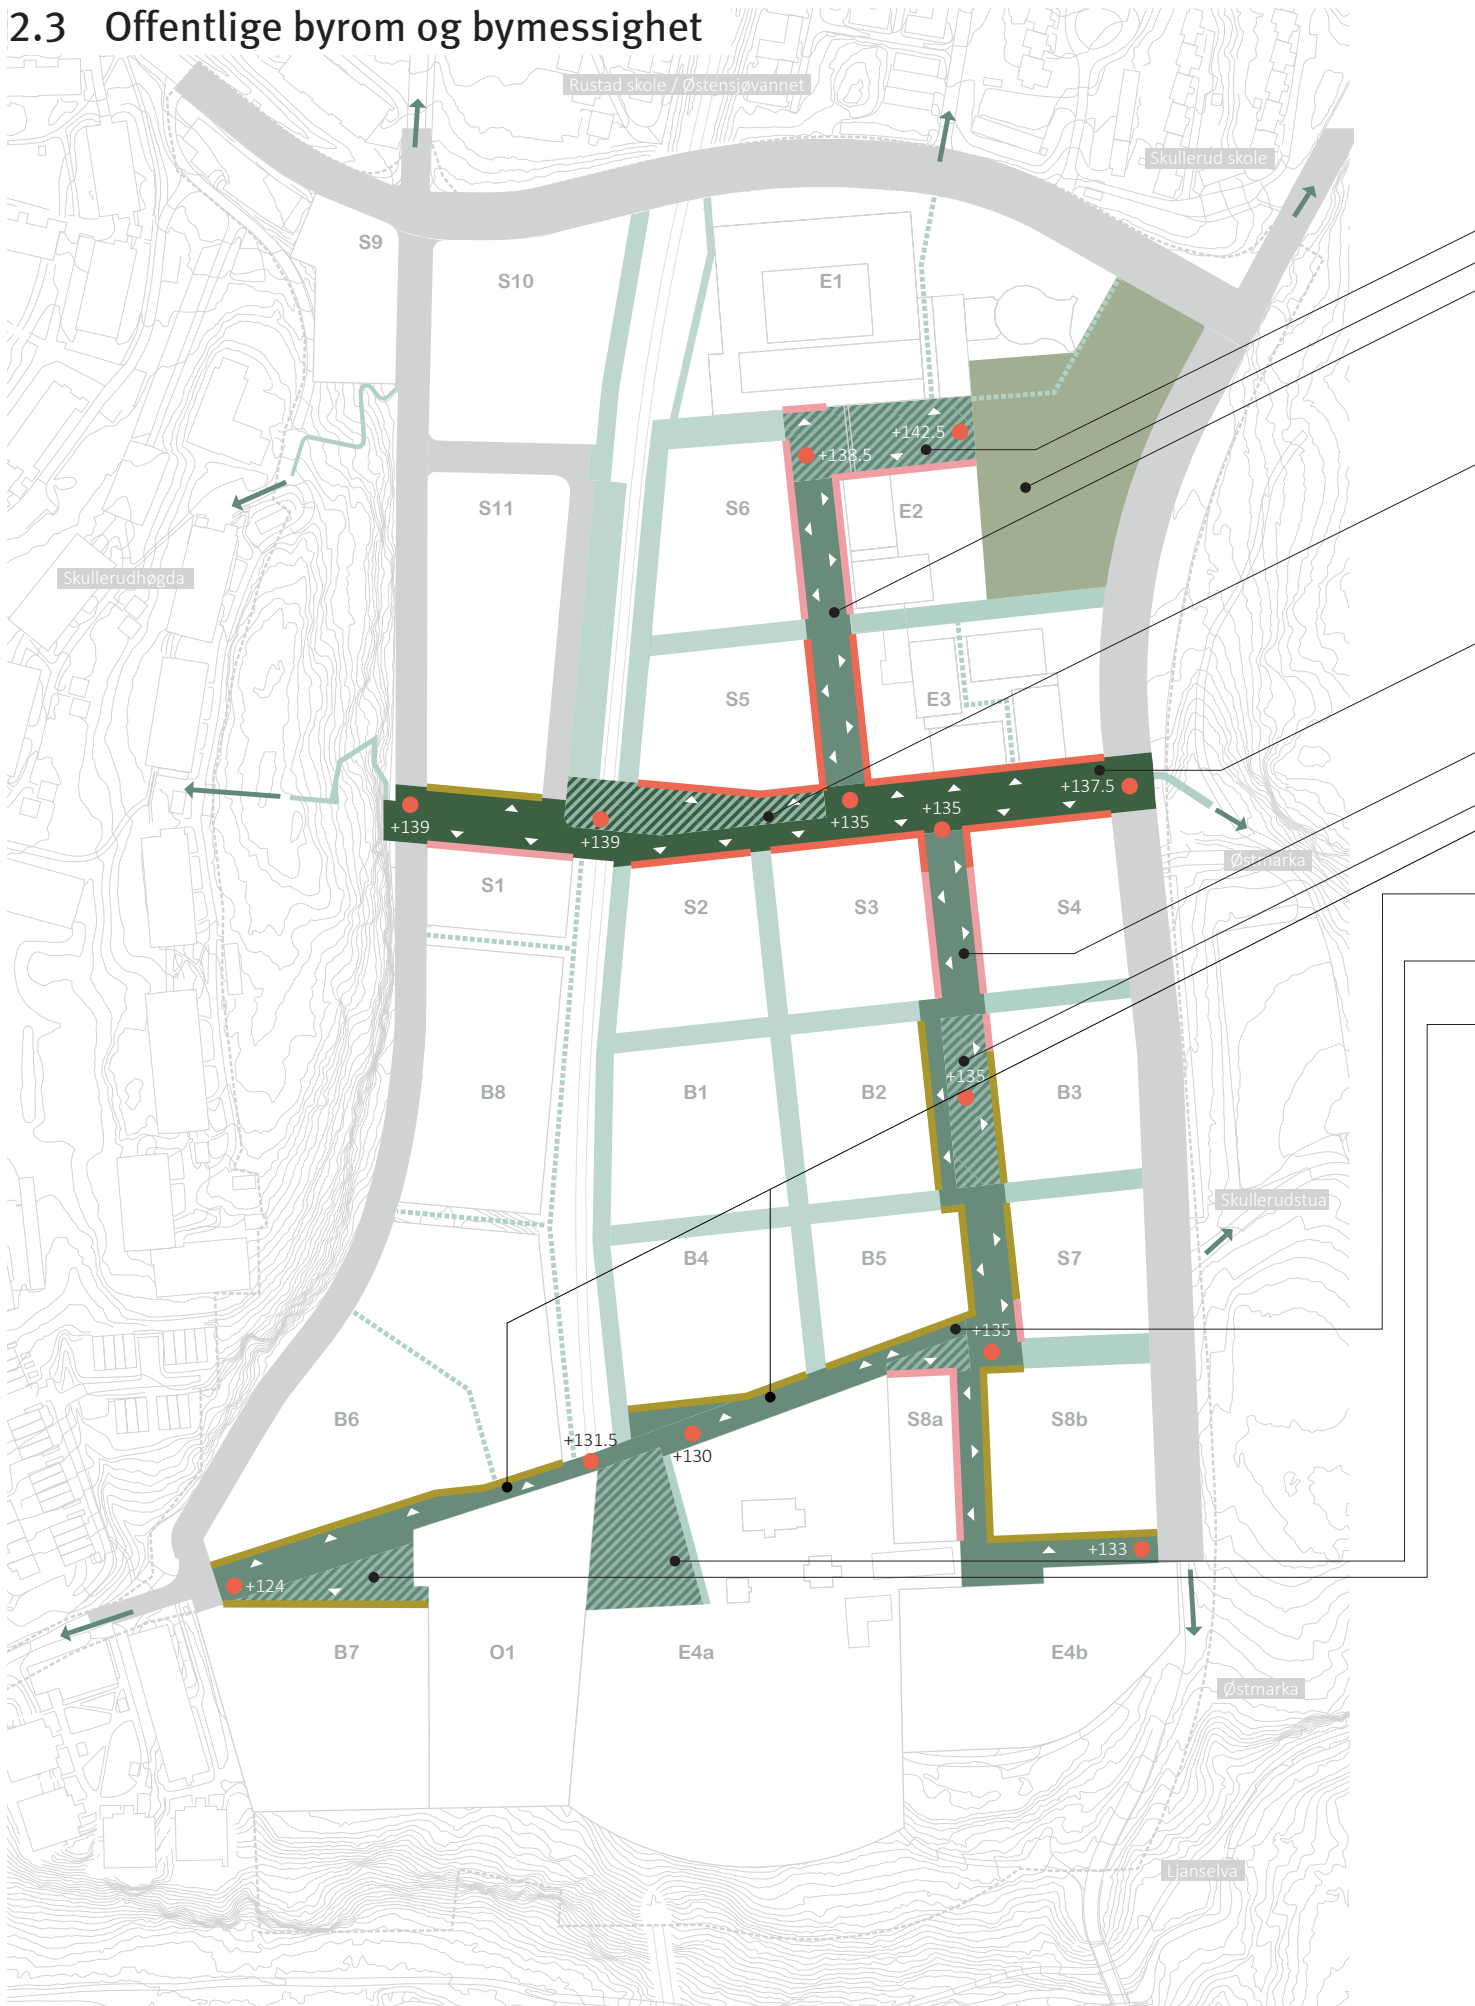 2.3 Offentlige byrom og bymessighet
Rustad skole / Østensjøvannet
Skullerud skole
S9
S10
E1
+142.5
+138.5
S11
S6
E2
Skullerudhøgda
S5
E3
+137.5
+139
+139
+135
+135
Østmarka
S1
S2
S3
S4
B8
B1
B2
+135
B3
Skullerudstua
B4
B5
S7
+135
B6
S8a
S8b
+131.5
+130
+133
+124
B7
O1
E4a
E4b
Østmarka
Ljanselva